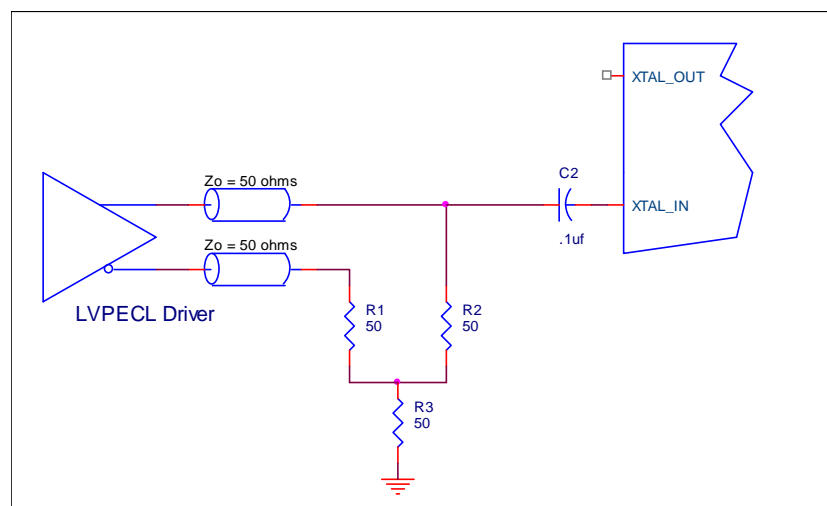 XTAL_OUT
Zo = 50 ohms
C2
.1uf
XTAL_IN
Zo = 50 ohms
LVPECL Driver
R1
50
R2
50
R3
50